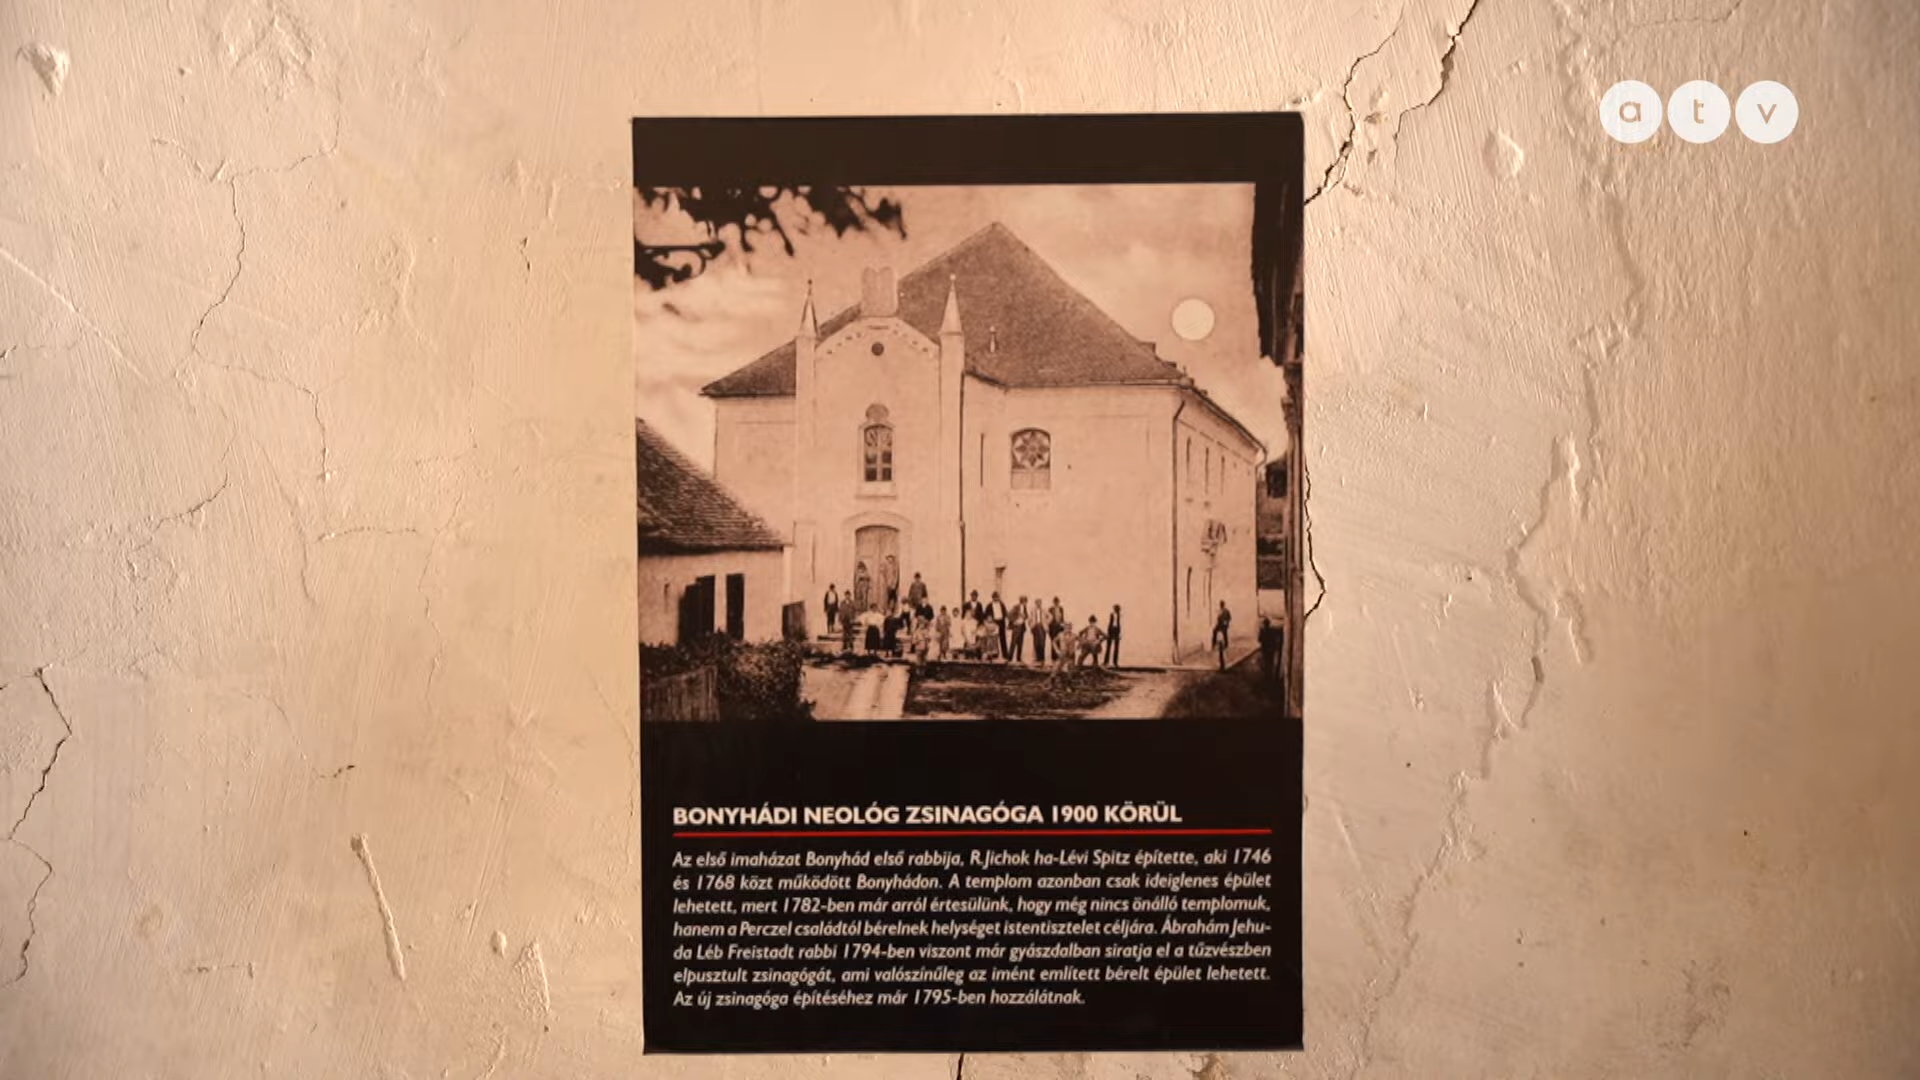 atv
BONYHÁDI NEOLÓG ZSINAGÓGA 1900 KÖRÜL
Az első imaházat Bonyhád első rabbija, R.Jichok ha-Lévi Spitz építette, aki 1746
és 1768 közt működött Bonyhádon. A templom azonban csak ideiglenes épület
lehetett, mert 1782-ben már arról értesülünk, hogy még nincs önálló templomuk,
hanem a Perczel családtól bérelnek helységet istentisztelet céljára. Ábrahám Jehu-
da Léb Freistadt rabbi 1794-ben viszont már gyászdalban siratja el a tűzvészben
elpusztult zsinagógát, ami valószínűleg az imént említett bérelt épület lehetett.
Az új zsinagóga építéséhez már 1795-ben hozzálátnak.